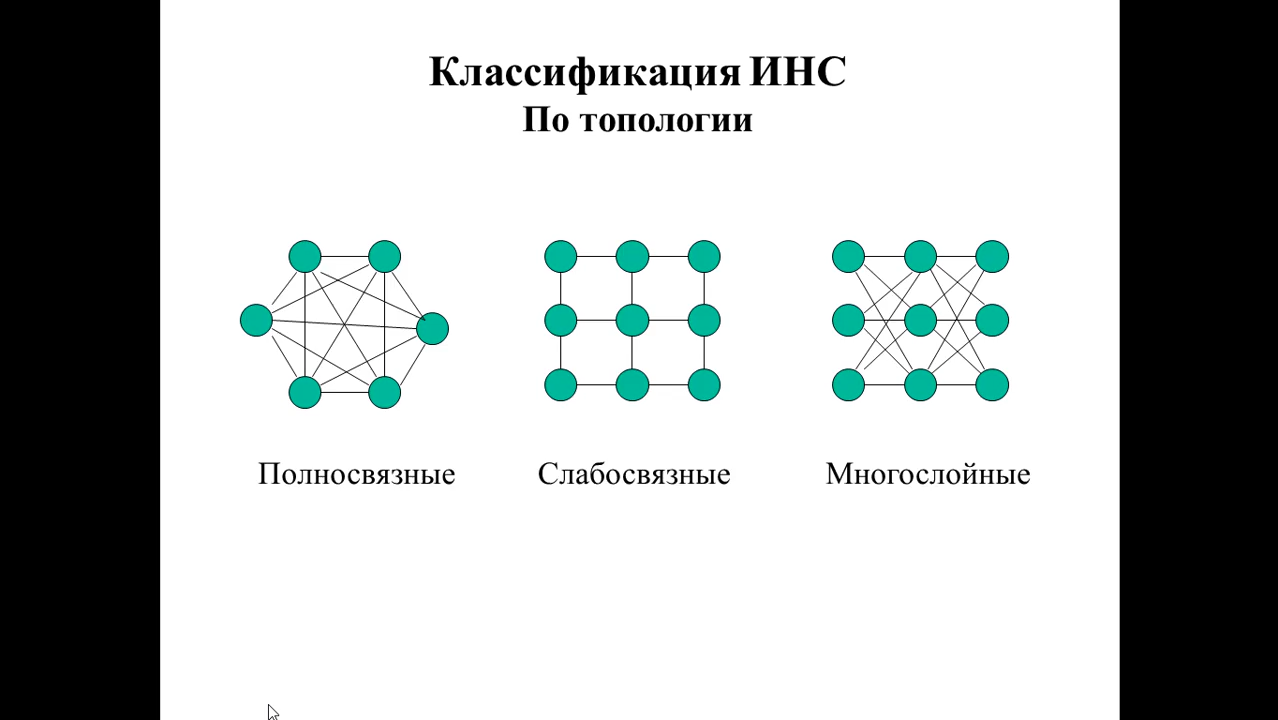 Классификация ИНС
По топологии
Полносвязные Слабосвязные Многослойные